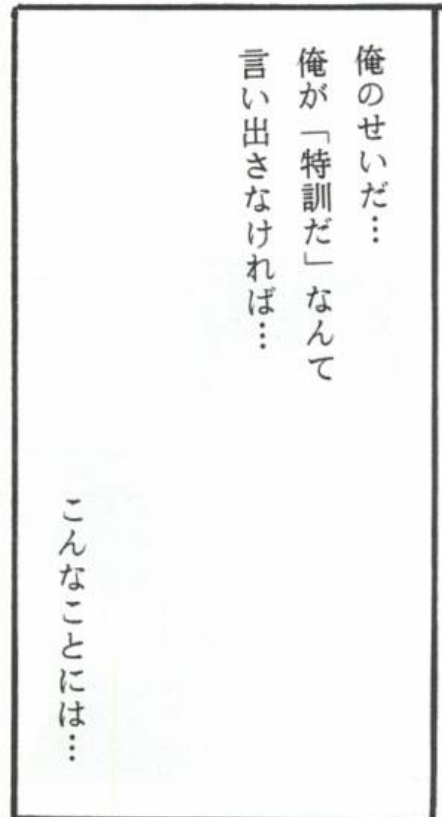 俺のせいだ…
俺が「特訓だ」なんて
言い出さなければ…
こんなことには…